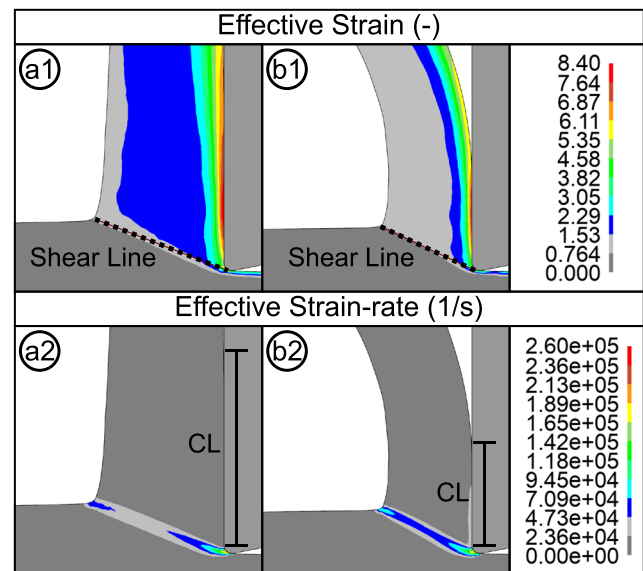 Effective Strain (-)
a1
b1
8.40
7.64
6.87
6.11
5.35
4.58
3.82
3.05
2.29
1.53
0.764
0.000
Shear Line
Shear Line
Effective Strain-rate (1/s)
a2
b2
2.60e+05
2.36e+05
2.13e+05
1.89e+05
1.65e+05
1.42e+05
1.18e+05
9.45e+04
7.09e+04
4.73e+04
2.36e+04
0.00e+00
CL
CL